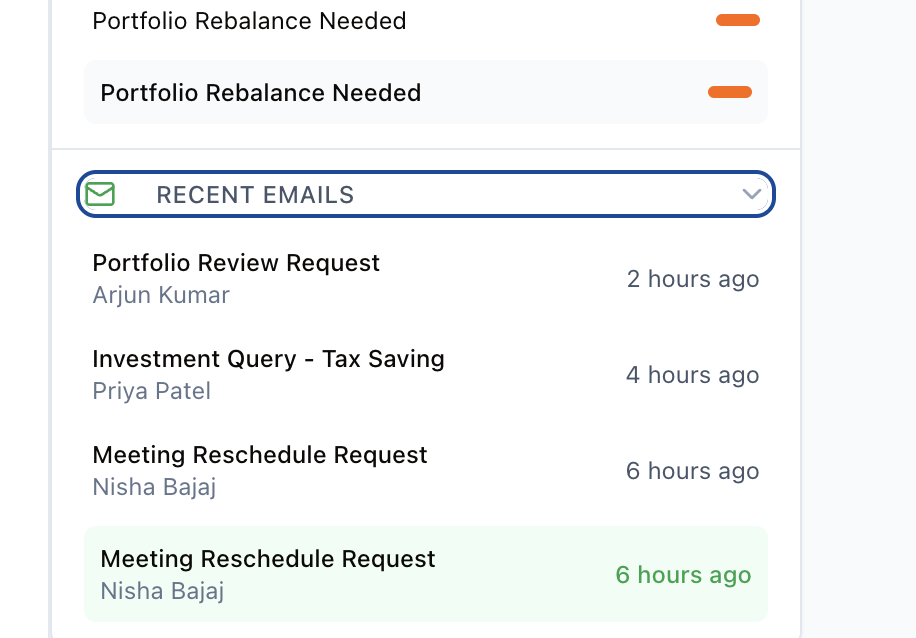 Portfolio Rebalance Needed
Portfolio Rebalance Needed
RECENT EMAILS
Portfolio Review Request
Arjun Kumar
2 hours ago
Investment Query - Tax Saving
Priya Patel
4 hours ago
Meeting Reschedule Request
Nisha Bajaj
6 hours ago
Meeting Reschedule Request
Nisha Bajaj
6 hours ago